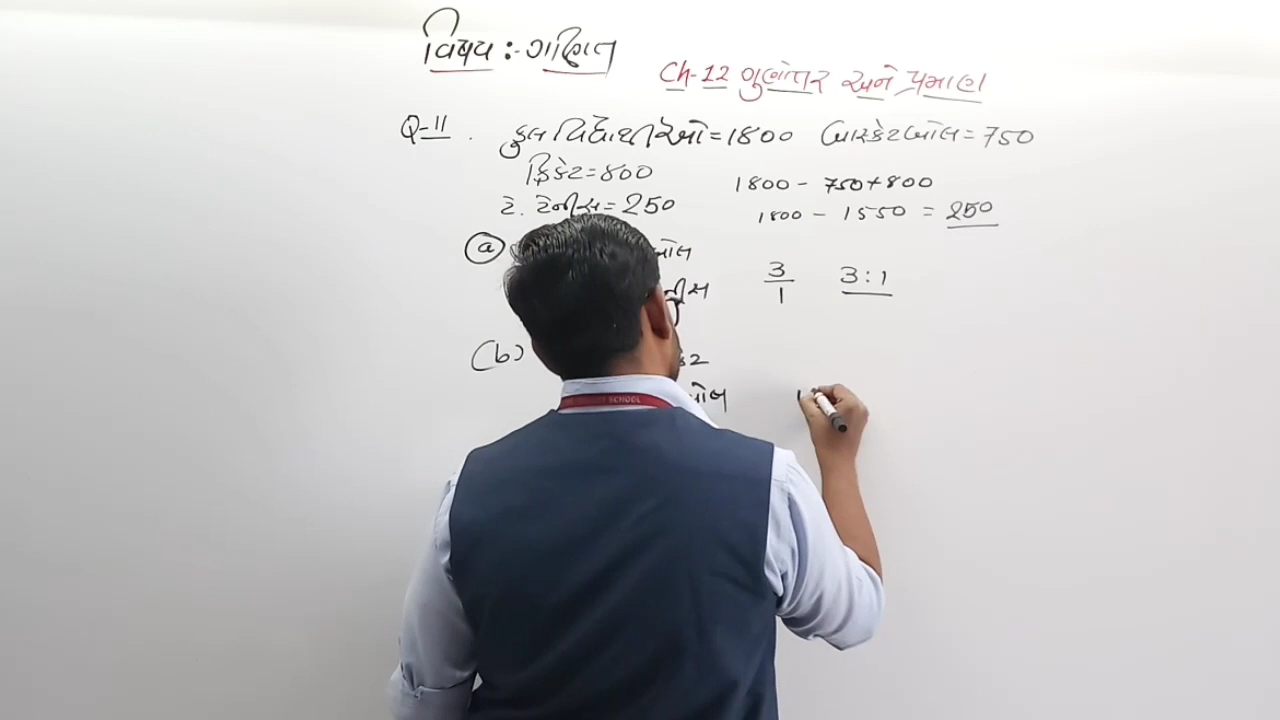 વિષય :- ગણિત
Ch-12 ગુણોત્તર અને પ્રમાણ
Q-11. કુલ વિદ્યાર્થીઓ = 1800 બાસ્કેટબોલ = 750
ક્રિકેટ = 800 1800 - 750 + 800
ટે. ટેનીસ = 250 1800 - 1550 = 250
(a) બોલ
નીસ 3/1 3:1
(b) કેટ
બોલ
SCHOOL